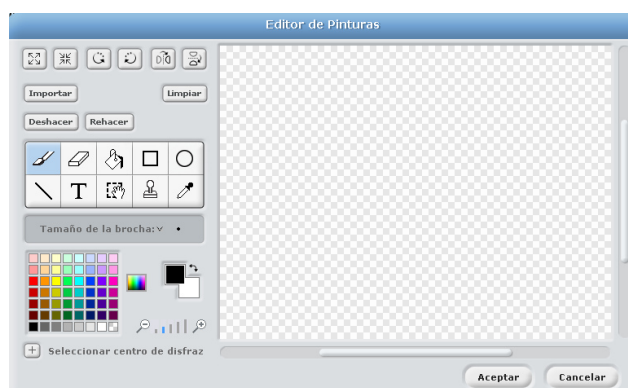 Editor de Pinturas
Importar
Limpiar
Deshacer
Rehacer
T
Tamaño de la brocha:
Seleccionar centro de disfraz
Aceptar
Cancelar